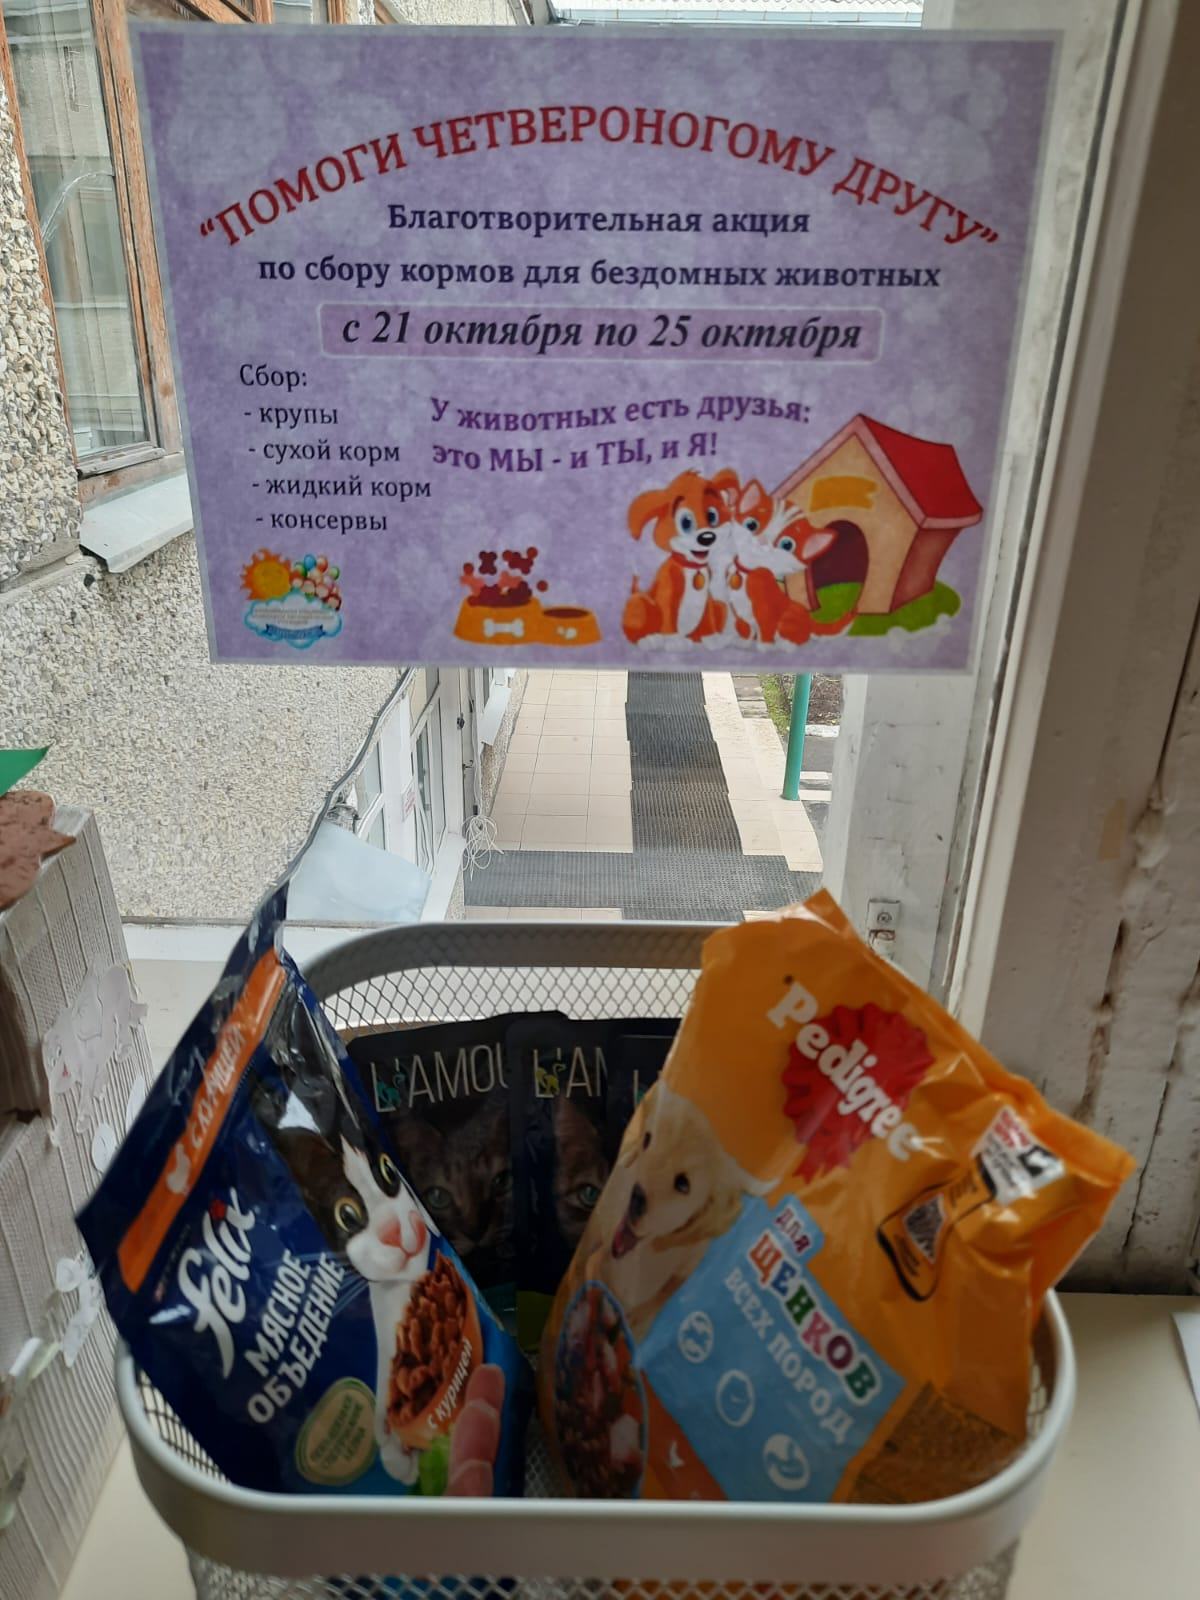 “ПОМОГИ ЧЕТВЕРОНОГОМУ ДРУГУ”
Благотворительная акция
по сбору кормов для бездомных животных
с 21 октября по 25 октября
Сбор:
- крупы
- сухой корм
- жидкий корм
- консервы
У животных есть друзья:
это МЫ - и ТЫ, и Я!
felix
МЯСНОЕ
ОБЪЕДЕНИЕ
с курицей
L'AMOU
L'AM
Pedigree
для
ЩЕНКОВ
ВСЕХ ПОРОД